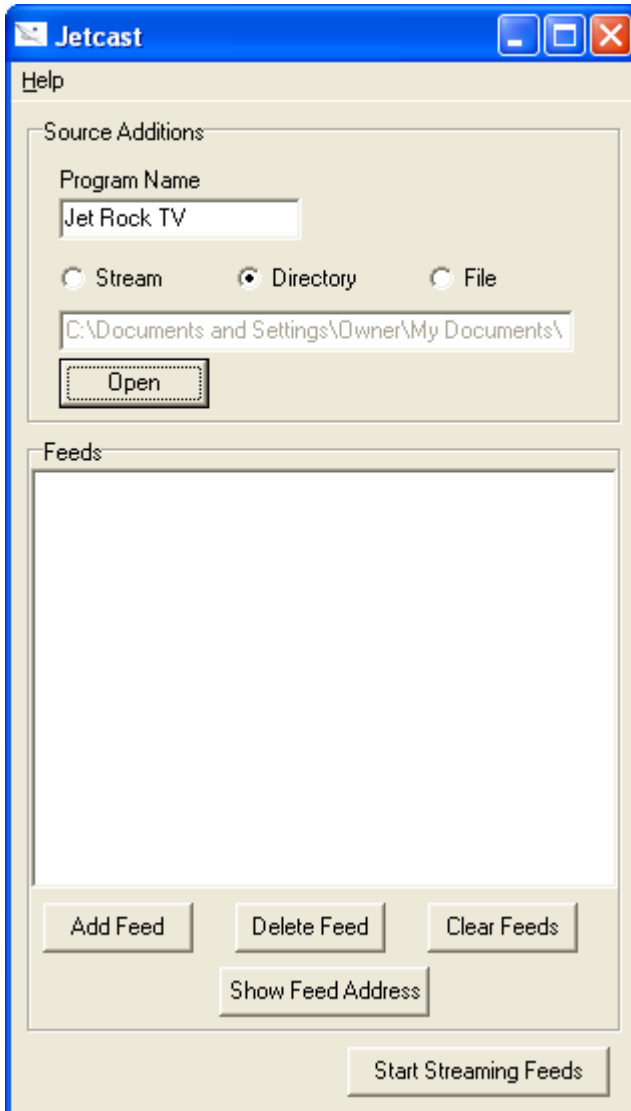 Jetcast
Help
Source Additions
Program Name
Jet Rock TV
Stream Directory File
C:\Documents and Settings\Owner\My Documents\
Open
Feeds
Add Feed Delete Feed Clear Feeds
Show Feed Address
Start Streaming Feeds